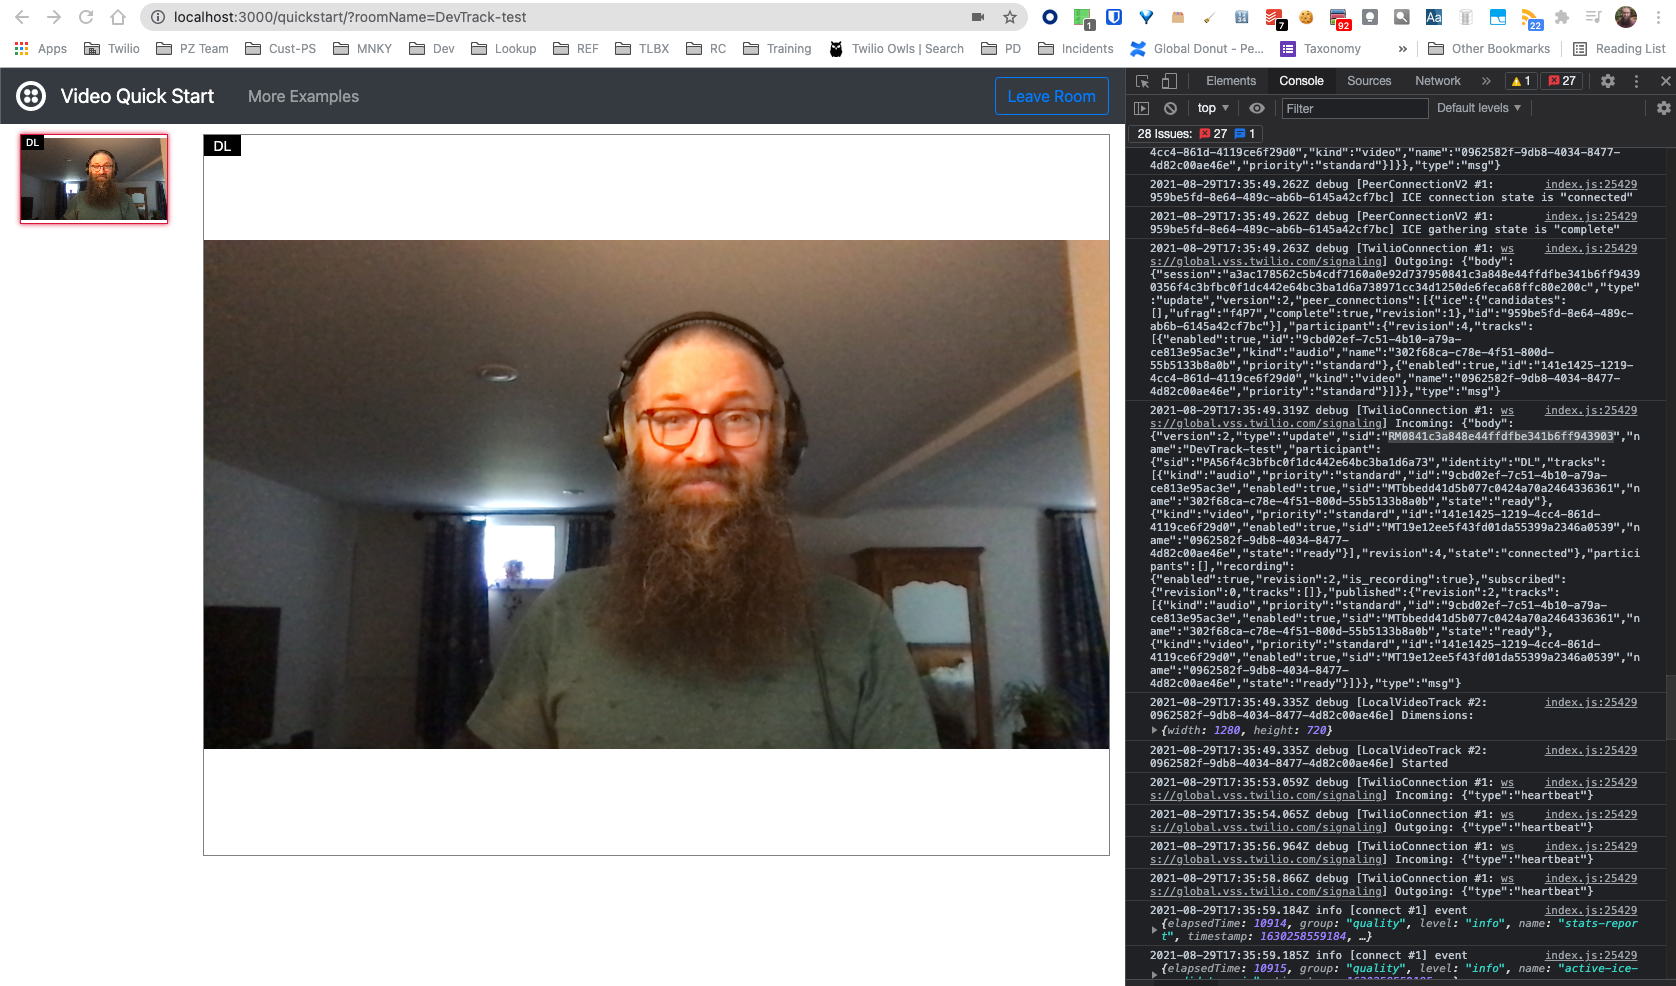 localhost:3000/quickstart/?roomName=DevTrack-test
1
34
7
92
Aa
22
Apps Twilio PZ Team Cust-PS MNKY Dev Lookup REF TLBX RC Training Twilio Owls | Search PD Incidents Global Donut - Pe... Taxonomy » Other Bookmarks Reading List
Video Quick Start More Examples Leave Room
DL
DL
Elements Console Sources Network » 1 27
top Filter Default levels
28 Issues: 27 1
4cc4-861d-4119ce6f29d0","kind":"video","name":"0962582f-9db8-4034-8477-
4d82c00ae46e","priority":"standard"}]}},"type":"msg"}
2021-08-29T17:35:49.262Z debug [PeerConnectionV2 #1: index.js:25429
959be5fd-8e64-489c-ab6b-6145a42cf7bc] ICE connection state is "connected"
2021-08-29T17:35:49.262Z debug [PeerConnectionV2 #1: index.js:25429
959be5fd-8e64-489c-ab6b-6145a42cf7bc] ICE gathering state is "complete"
2021-08-29T17:35:49.263Z debug [TwilioConnection #1: ws index.js:25429
s://global.vss.twilio.com/signaling] Outgoing: {"body":
{"session":"a3ac178562c5b4cdf7160a0e92d737950841c3a848e44ffdfbe341b6ff9439
0356f4c3bfbc0f1dc442e64bc3ba1d6a738971cc34d1250de6feca68ffc80e200c","type"
:"update","version":2,"peer_connections":[{"ice":{"candidates":
[],"ufrag":"f4P7","complete":true,"revision":1},"id":"959be5fd-8e64-489c-
ab6b-6145a42cf7bc"}],"participant":{"revision":4,"tracks":
[{"enabled":true,"id":"9cbd02ef-7c51-4b10-a79a-
ce813e95ac3e","kind":"audio","name":"302f68ca-c78e-4f51-800d-
55b5133b8a0b","priority":"standard"},{"enabled":true,"id":"141e1425-1219-
4cc4-861d-4119ce6f29d0","kind":"video","name":"0962582f-9db8-4034-8477-
4d82c00ae46e","priority":"standard"}]}},"type":"msg"}
2021-08-29T17:35:49.319Z debug [TwilioConnection #1: ws index.js:25429
s://global.vss.twilio.com/signaling] Incoming: {"body":
{"version":2,"type":"update","sid":"RM0841c3a848e44ffdfbe341b6ff943903","n
ame":"DevTrack-test","participant":
{"sid":"PA56f4c3bfbc0f1dc442e64bc3ba1d6a73","identity":"DL","tracks":
[{"kind":"audio","priority":"standard","id":"9cbd02ef-7c51-4b10-a79a-
ce813e95ac3e","enabled":true,"sid":"MTbbedd41d5b077c0424a70a2464336361","n
ame":"302f68ca-c78e-4f51-800d-55b5133b8a0b","state":"ready"},
{"kind":"video","priority":"standard","id":"141e1425-1219-4cc4-861d-
4119ce6f29d0","enabled":true,"sid":"MT19e12ee5f43fd01da55399a2346a0539","n
ame":"0962582f-9db8-4034-8477-
4d82c00ae46e","state":"ready"}],"revision":4,"state":"connected"},"partici
pants":[],"recording":
{"enabled":true,"revision":2,"is_recording":true},"subscribed":
{"revision":0,"tracks":[]},"published":{"revision":2,"tracks":
[{"kind":"audio","priority":"standard","id":"9cbd02ef-7c51-4b10-a79a-
ce813e95ac3e","enabled":true,"sid":"MTbbedd41d5b077c0424a70a2464336361","n
ame":"302f68ca-c78e-4f51-800d-55b5133b8a0b","state":"ready"},
{"kind":"video","priority":"standard","id":"141e1425-1219-4cc4-861d-
4119ce6f29d0","enabled":true,"sid":"MT19e12ee5f43fd01da55399a2346a0539","n
ame":"0962582f-9db8-4034-8477-
4d82c00ae46e","state":"ready"}]}},"type":"msg"}
2021-08-29T17:35:49.335Z debug [LocalVideoTrack #2: index.js:25429
0962582f-9db8-4034-8477-4d82c00ae46e] Dimensions:
{width: 1280, height: 720}
2021-08-29T17:35:49.335Z debug [LocalVideoTrack #2: index.js:25429
0962582f-9db8-4034-8477-4d82c00ae46e] Started
2021-08-29T17:35:53.059Z debug [TwilioConnection #1: ws index.js:25429
s://global.vss.twilio.com/signaling] Incoming: {"type":"heartbeat"}
2021-08-29T17:35:54.065Z debug [TwilioConnection #1: ws index.js:25429
s://global.vss.twilio.com/signaling] Outgoing: {"type":"heartbeat"}
2021-08-29T17:35:56.964Z debug [TwilioConnection #1: ws index.js:25429
s://global.vss.twilio.com/signaling] Incoming: {"type":"heartbeat"}
2021-08-29T17:35:58.866Z debug [TwilioConnection #1: ws index.js:25429
s://global.vss.twilio.com/signaling] Outgoing: {"type":"heartbeat"}
2021-08-29T17:35:59.184Z info [connect #1] event index.js:25429
{elapsedTime: 10914, group: "quality", level: "info", name: "stats-repor
t", timestamp: 1630258559184, …}
2021-08-29T17:35:59.185Z info [connect #1] event index.js:25429
{elapsedTime: 10915, group: "quality", level: "info", name: "active-ice-